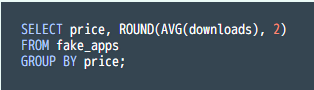 SELECT price, ROUND(AVG(downloads), 2)
FROM fake_apps
GROUP BY price;